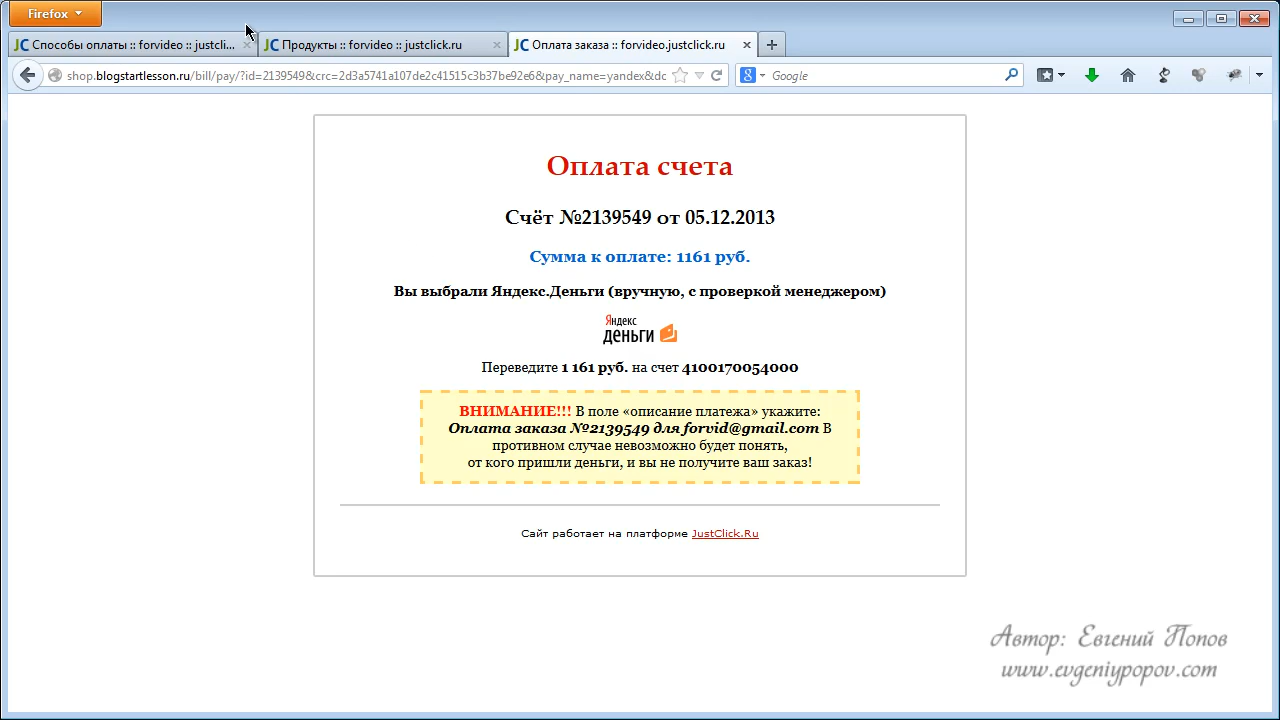 Firefox
Способы оплаты :: forvideo :: justcli...
Продукты :: forvideo :: justclick.ru
Оплата заказа :: forvideo.justclick.ru
shop.blogstartlesson.ru/bill/pay/?id=2139549&crc=2d3a5741a107de2c41515c3b37be92e6&pay_name=yandex&dc
Google
Оплата счета
Счёт №2139549 от 05.12.2013
Сумма к оплате: 1161 руб.
Вы выбрали Яндекс.Деньги (вручную, с проверкой менеджером)
Яндекс
деньги
Переведите 1 161 руб. на счет 4100170054000
ВНИМАНИЕ!!! В поле «описание платежа» укажите:
Оплата заказа №2139549 для forvid@gmail.com В
противном случае невозможно будет понять,
от кого пришли деньги, и вы не получите ваш заказ!
Сайт работает на платформе JustClick.Ru
Автор: Евгений Попов
www.evgeniypopov.com